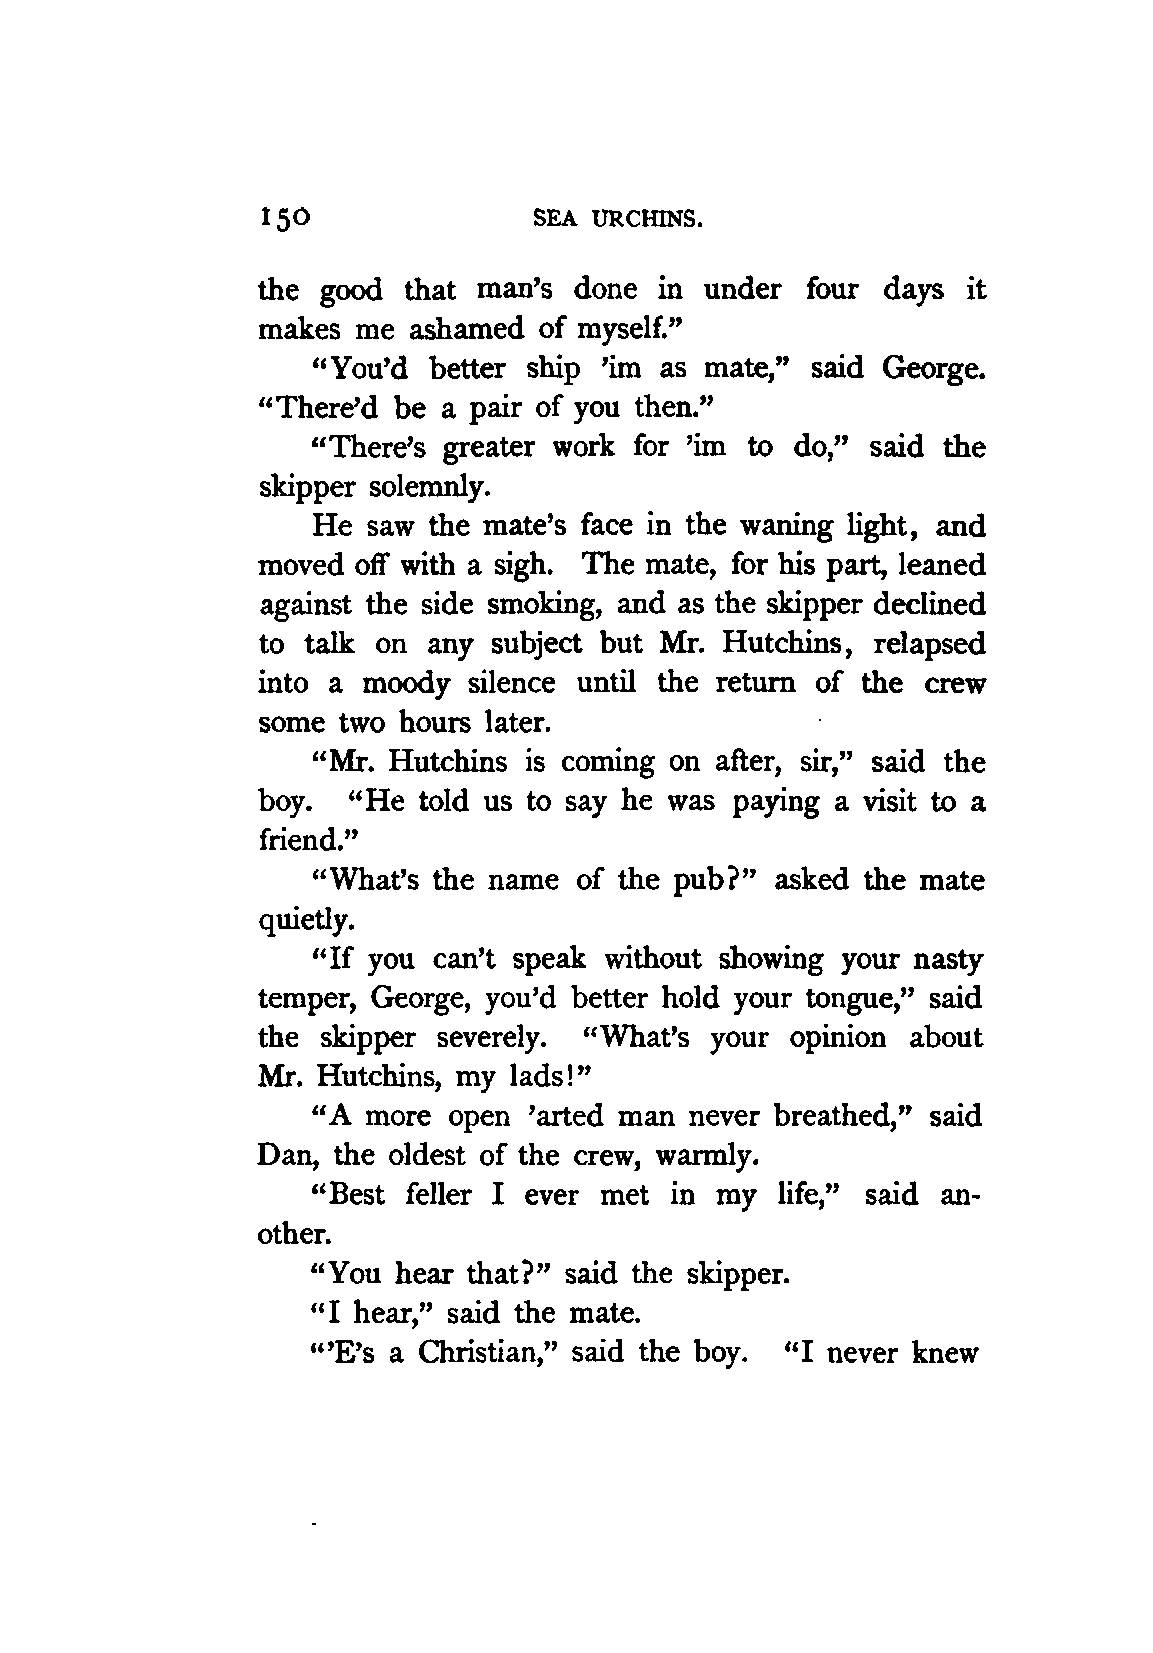 150 SEA URCHINS.
the good that man's done in under four days it
makes me ashamed of myself.”
“You'd better ship 'im as mate,” said George.
“There'd be a pair of you then.”
“There's greater work for 'im to do,” said the
skipper solemnly.
He saw the mate's face in the waning light, and
moved off with a sigh. The mate, for his part, leaned
against the side smoking, and as the skipper declined
to talk on any subject but Mr. Hutchins, relapsed
into a moody silence until the return of the crew
some two hours later.
“Mr. Hutchins is coming on after, sir,” said the
boy. “He told us to say he was paying a visit to a
friend.”
“What's the name of the pub?” asked the mate
quietly.
“If you can't speak without showing your nasty
temper, George, you'd better hold your tongue,” said
the skipper severely. “What's your opinion about
Mr. Hutchins, my lads!”
“A more open 'arted man never breathed,” said
Dan, the oldest of the crew, warmly.
“Best feller I ever met in my life,” said an-
other.
“You hear that?” said the skipper.
“I hear,” said the mate.
“'E's a Christian,” said the boy. “I never knew